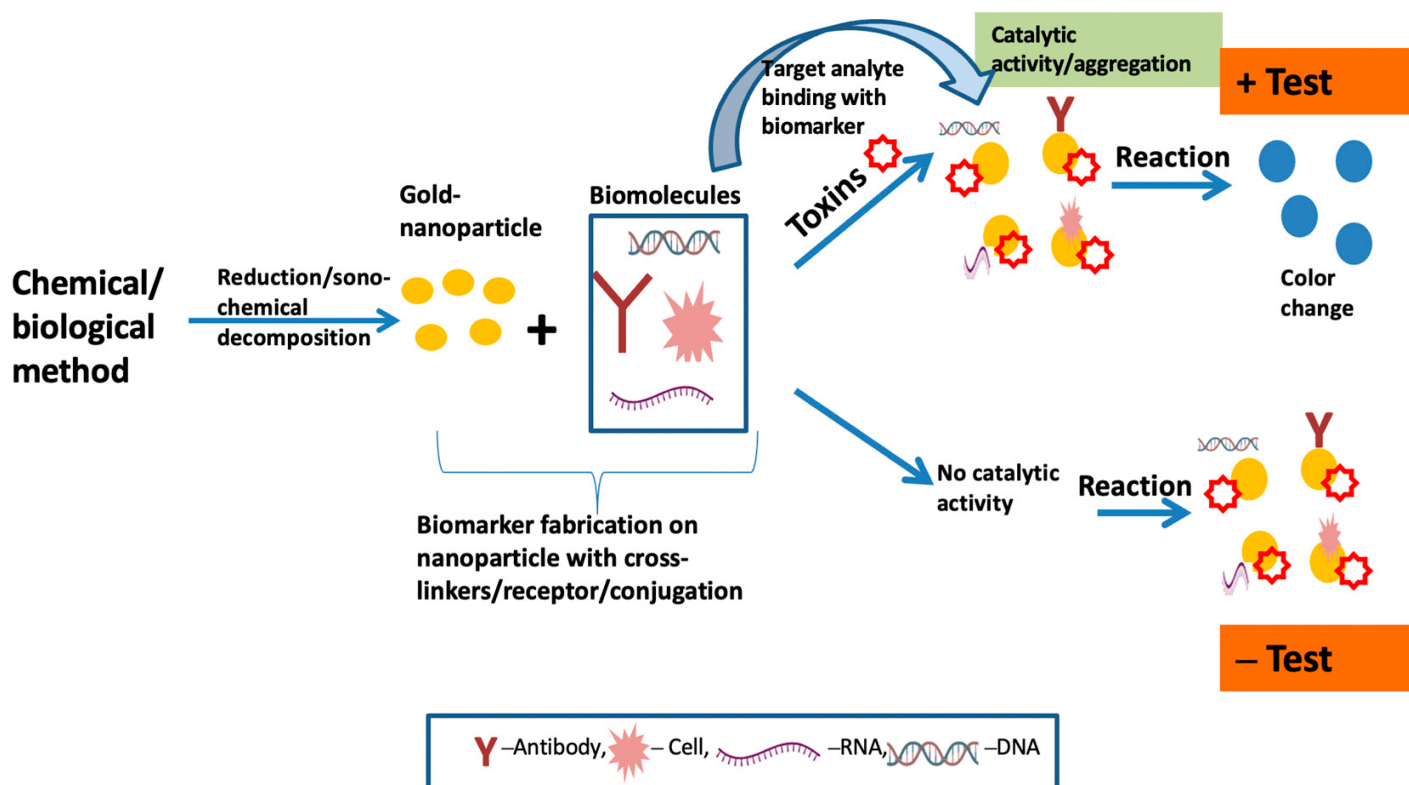 Chemical/
biological
method
Reduction/sono-
chemical
decomposition
Gold-
nanoparticle
+
Biomolecules
Biomarker fabrication on
nanoparticle with cross-
linkers/receptor/conjugation
Target analyte
binding with
biomarker
Toxins
Catalytic
activity/aggregation
+ Test
Reaction
Color
change
No catalytic
activity
Reaction
– Test
–Antibody, – Cell, –RNA, –DNA